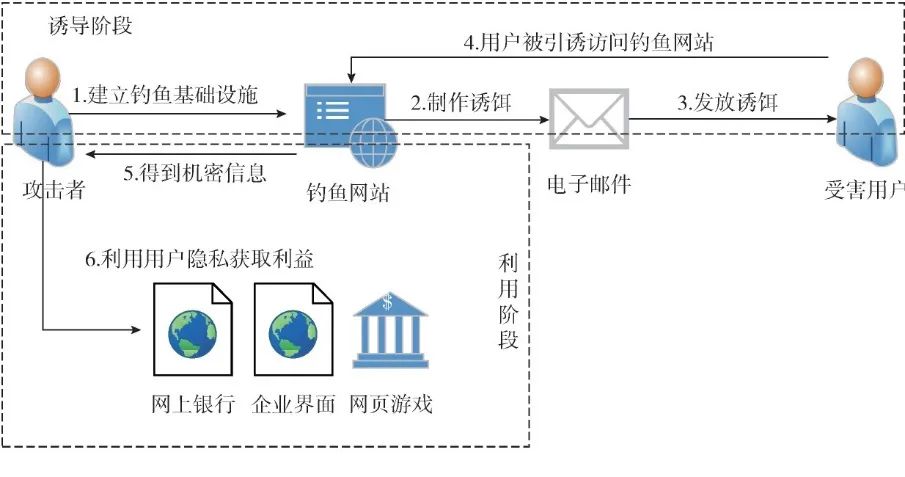 诱导阶段
4.用户被引诱访问钓鱼网站
1.建立钓鱼基础设施
2.制作诱饵
3.发放诱饵
5.得到机密信息
攻击者
钓鱼网站
电子邮件
受害用户
6.利用用户隐私获取利益
利用阶段
$
网上银行
企业界面
网页游戏